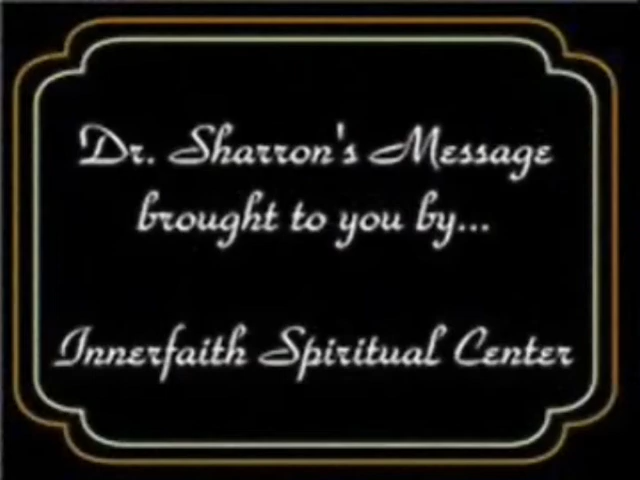 Dr. Sharron's Message
brought to you by...
Innerfaith Spiritual Center